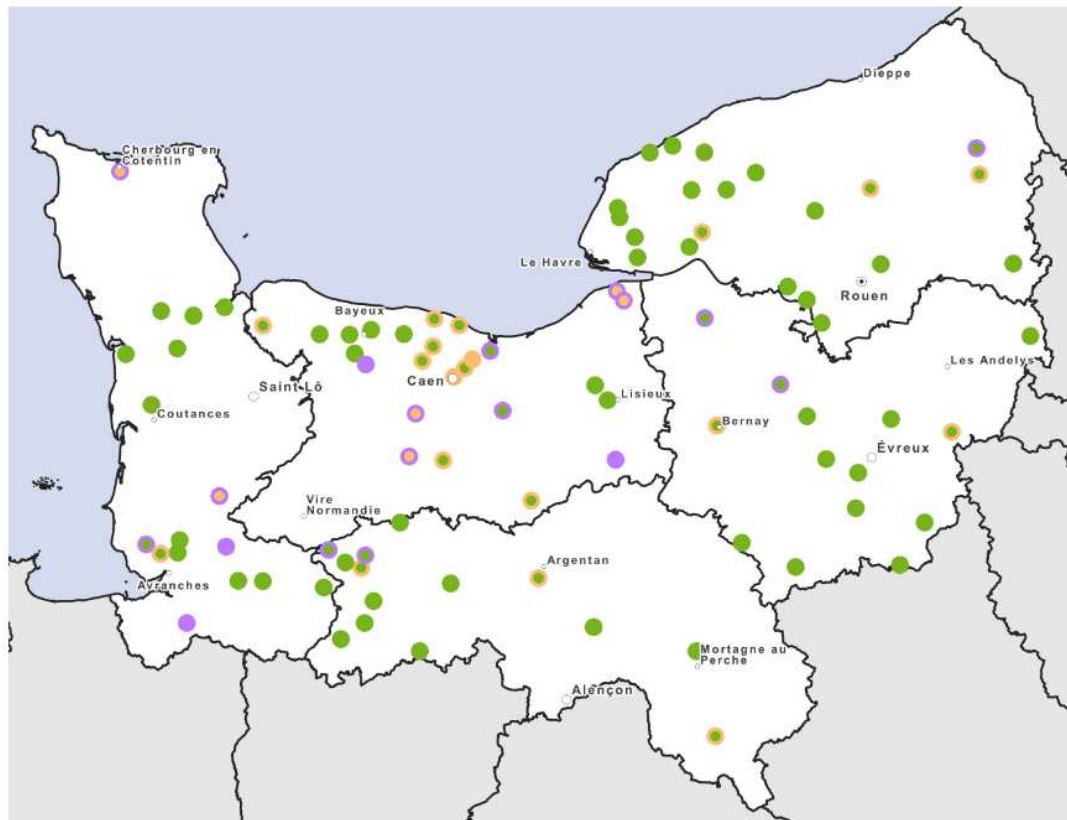 Dieppe
Cherbourg en
Cotentin
Le Havre
Rouen
Bayeux
Les Andelys
Caen
Saint Lô
Lisieux
Coutances
Bernay
Évreux
Vire
Normandie
Argentan
Avranches
Mortagne au
Perche
Alençon